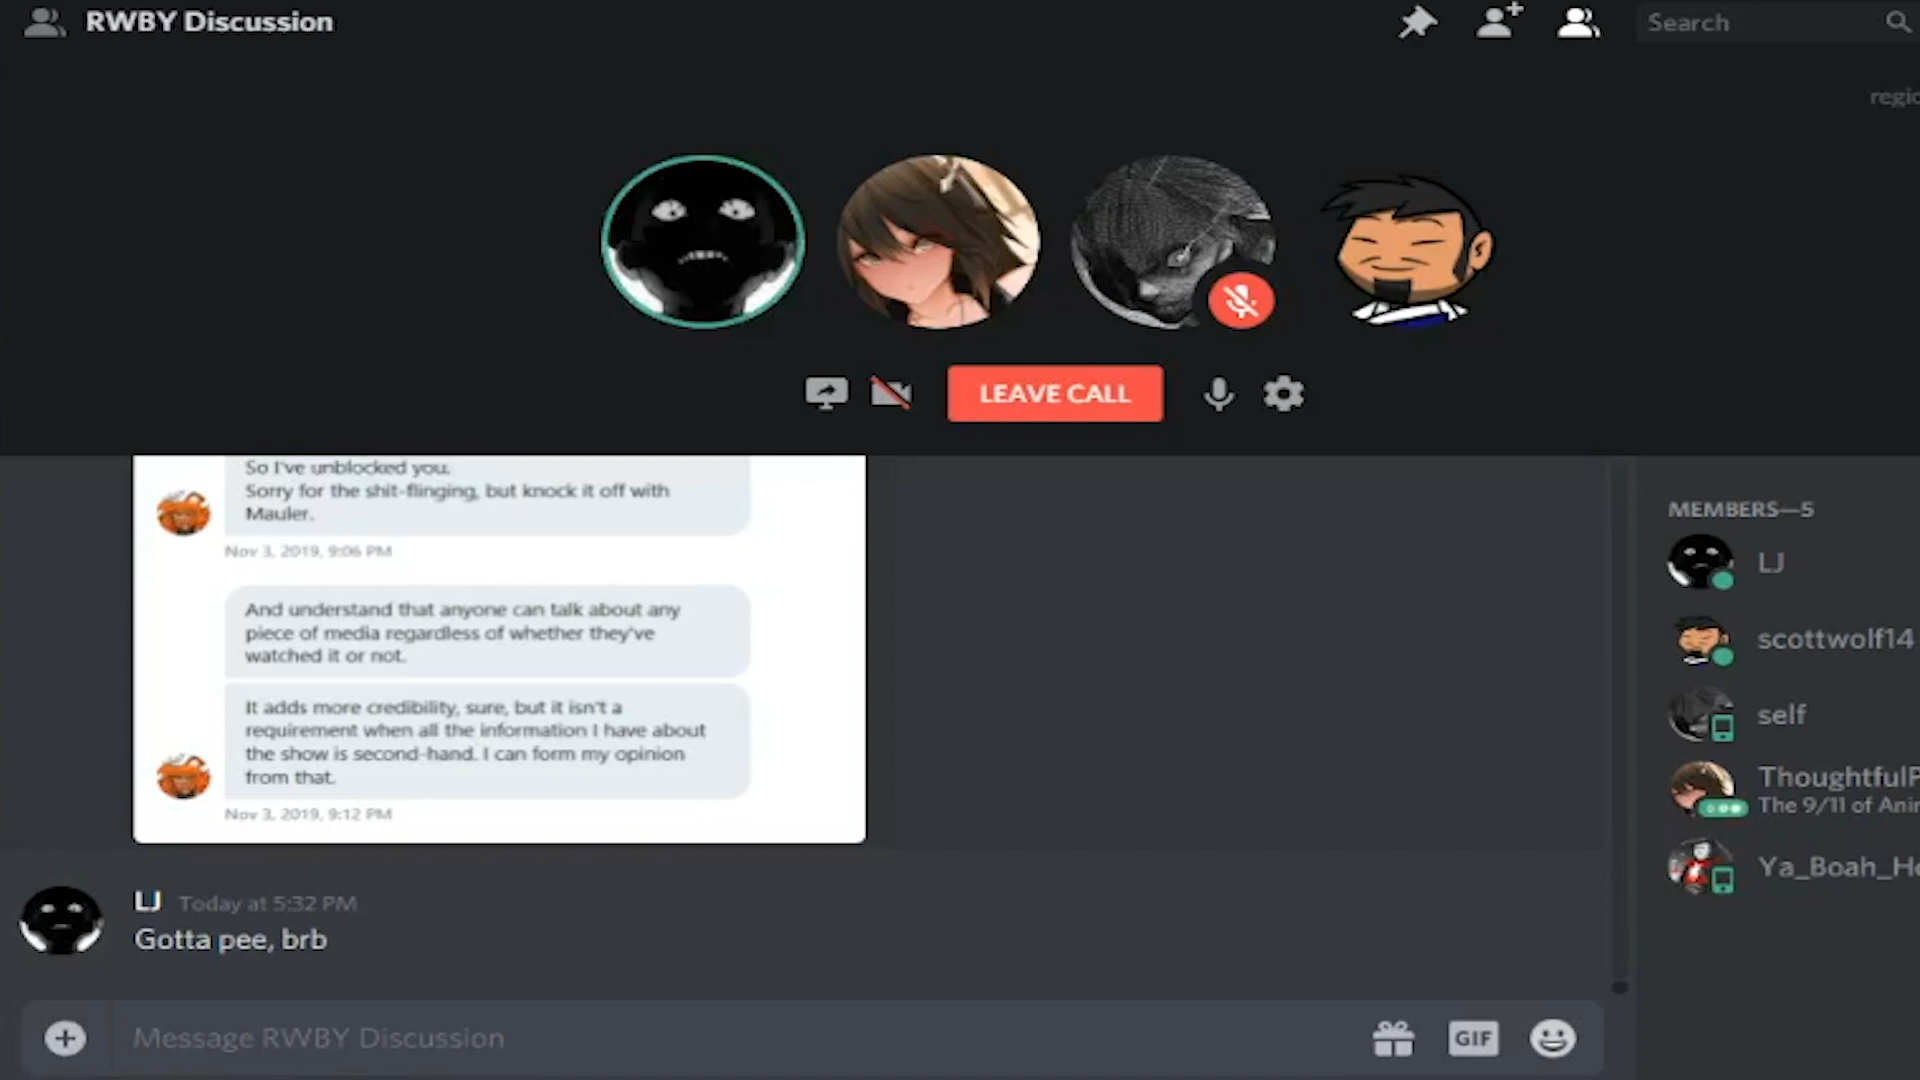 RWBY Discussion
Search
LEAVE CALL
So I've unblocked you.
Sorry for the shit-flinging, but knock it off with
Mauler.
Nov 3, 2019, 9:06 PM
And understand that anyone can talk about any
piece of media regardless of whether they've
watched it or not.
It adds more credibility, sure, but it isn't a
requirement when all the information I have about
the show is second-hand. I can form my opinion
from that.
Nov 3, 2019, 9:12 PM
LJ Today at 5:32 PM
Gotta pee, brb
Message RWBY Discussion
GIF
MEMBERS—5
LJ
scottwolf14
self
ThoughtfulP
The 9/11 of Anim
Ya_Boah_He